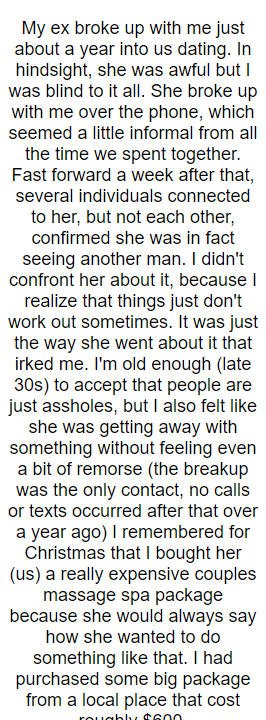 My ex broke up with me just
about a year into us dating. In
hindsight, she was awful but I
was blind to it all. She broke up
with me over the phone, which
seemed a little informal from all
the time we spent together.
Fast forward a week after that,
several individuals connected
to her, but not each other,
confirmed she was in fact
seeing another man. I didn't
confront her about it, because I
realize that things just don't
work out sometimes. It was just
the way she went about it that
irked me. I'm old enough (late
30s) to accept that people are
just assholes, but I also felt like
she was getting away with
something without feeling even
a bit of remorse (the breakup
was the only contact, no calls
or texts occurred after that over
a year ago) I remembered for
Christmas that I bought her
(us) a really expensive couples
massage spa package
because she would always say
how she wanted to do
something like that. I had
purchased some big package
from a local place that cost
roughly $600